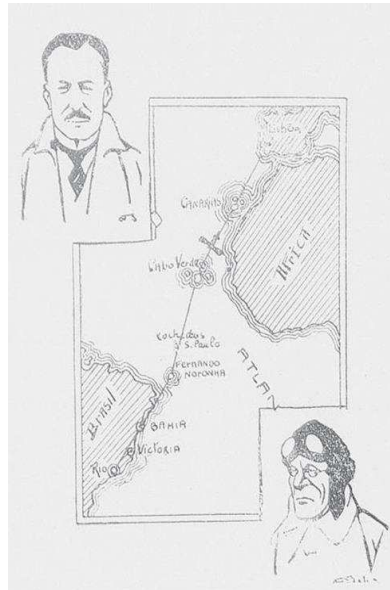 Lisboa
CANARIAS
Africa
Cabo Verde
Rochedos
S. S. Paulo
FERNANDO
NORONHA
ATLAN
Brasil
BAHIA
VICTORIA
Rio